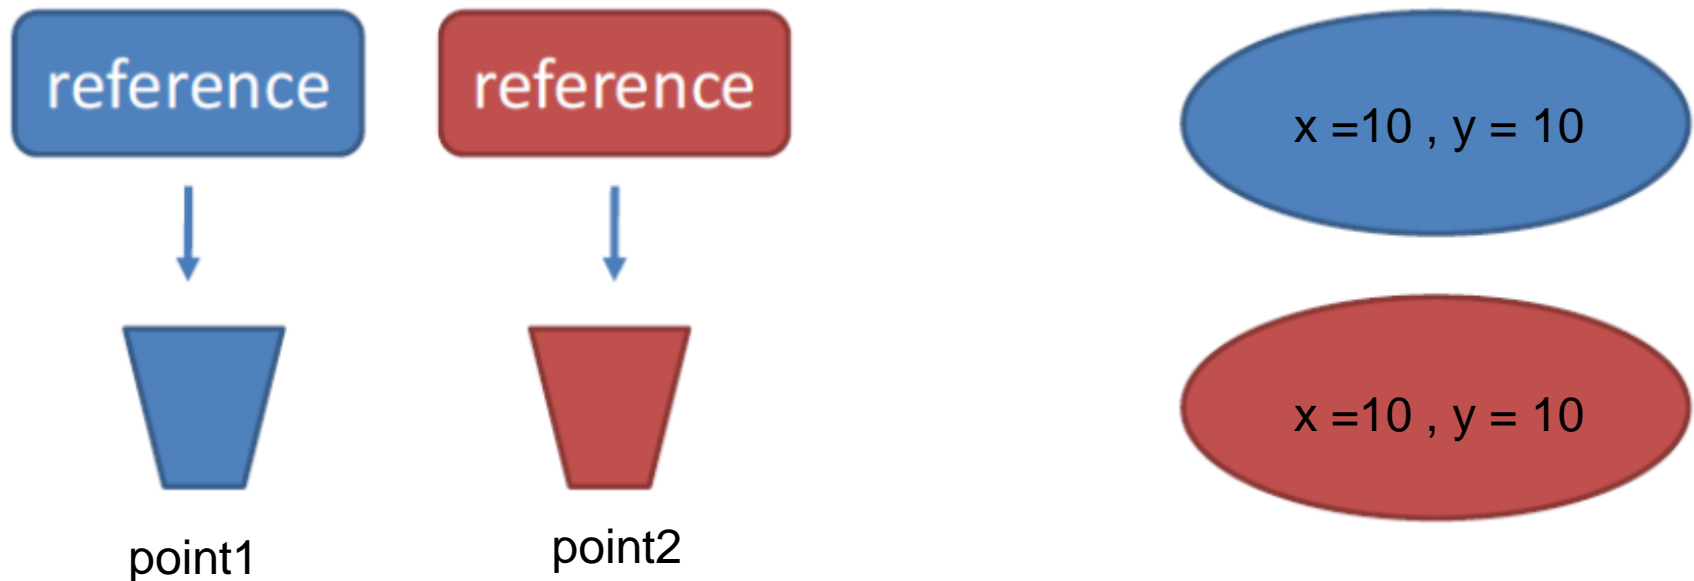 reference
reference
x =10 , y = 10
x =10 , y = 10
point1
point2